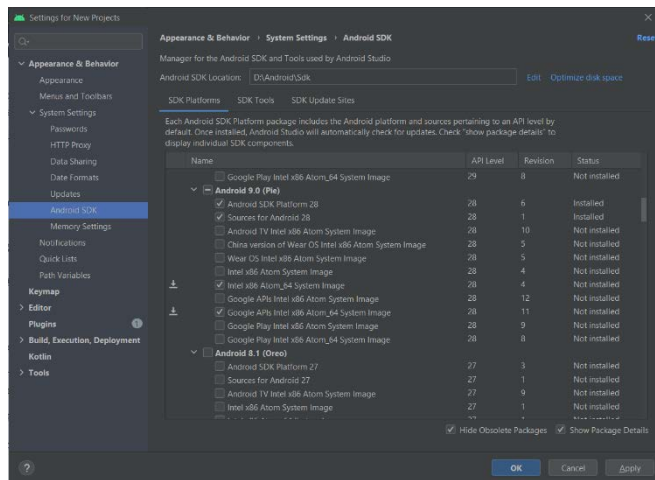 Settings for New Projects
Appearance & Behavior
Appearance
Menus and Toolbars
System Settings
Passwords
HTTP Proxy
Data Sharing
Date Formats
Updates
Android SDK
Memory Settings
Notifications
Quick Lists
Path Variables
Keymap
Editor
Plugins 1
Build, Execution, Deployment
Kotlin
Tools
Appearance & Behavior › System Settings › Android SDK
Rese
Manager for the Android SDK and Tools used by Android Studio
Android SDK Location: D:\Android\Sdk Edit Optimize disk space
SDK Platforms SDK Tools SDK Update Sites
Each Android SDK Platform package includes the Android platform and sources pertaining to an API level by
default. Once installed, Android Studio will automatically check for updates. Check "show package details" to
display individual SDK components.
Name API Level Revision Status
Google Play Intel x86 Atom_64 System Image 29 8 Not installed
Android 9.0 (Pie)
Android SDK Platform 28 28 6 Installed
Sources for Android 28 28 1 Installed
Android TV Intel x86 Atom System Image 28 10 Not installed
China version of Wear OS Intel x86 Atom System Image 28 5 Not installed
Wear OS Intel x86 Atom System Image 28 5 Not installed
Intel x86 Atom System Image 28 4 Not installed
Intel x86 Atom_64 System Image 28 4 Not installed
Google APIs Intel x86 Atom System Image 28 12 Not installed
Google APIs Intel x86 Atom_64 System Image 28 11 Not installed
Google Play Intel x86 Atom System Image 28 9 Not installed
Google Play Intel x86 Atom_64 System Image 28 8 Not installed
Android 8.1 (Oreo)
Android SDK Platform 27 27 3 Not installed
Sources for Android 27 27 1 Not installed
Android TV Intel x86 Atom System Image 27 9 Not installed
Intel x86 Atom System Image 27 1 Not installed
Hide Obsolete Packages Show Package Details
?
OK Cancel Apply